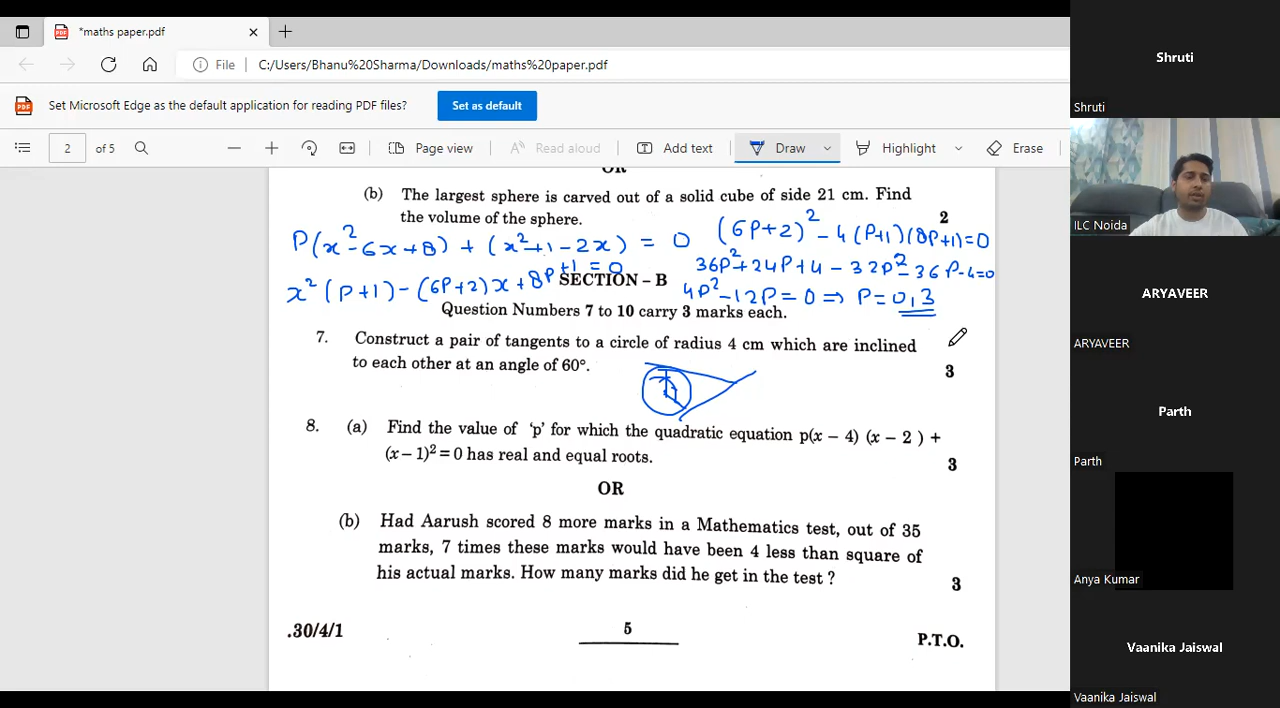 *maths paper.pdf
File C:/Users/Bhanu%20Sharma/Downloads/maths%20paper.pdf
Set Microsoft Edge as the default application for reading PDF files? Set as default
2 of 5 Page view Read aloud Add text Draw Highlight Erase
OR
(b) The largest sphere is carved out of a solid cube of side 21 cm. Find
the volume of the sphere. 2
P(x²-6x+8) + (x²+1-2x) = 0
x²(P+1)-(6P+2)x+8P+1=0
(6P+2)²-4(P+1)(8P+1)=0
36P²+24P+4-32P²-36P-4=0
4P²-12P=0 ⇒ P=0,3
SECTION – B
Question Numbers 7 to 10 carry 3 marks each.
7. Construct a pair of tangents to a circle of radius 4 cm which are inclined
to each other at an angle of 60°. 3
8. (a) Find the value of ‘p’ for which the quadratic equation p(x – 4) (x – 2 ) +
(x – 1)² = 0 has real and equal roots. 3
OR
(b) Had Aarush scored 8 more marks in a Mathematics test, out of 35
marks, 7 times these marks would have been 4 less than square of
his actual marks. How many marks did he get in the test ? 3
.30/4/1 5 P.T.O.
Shruti
Shruti
ILC Noida
ARYAVEER
ARYAVEER
Parth
Parth
Anya Kumar
Vaanika Jaiswal
Vaanika Jaiswal